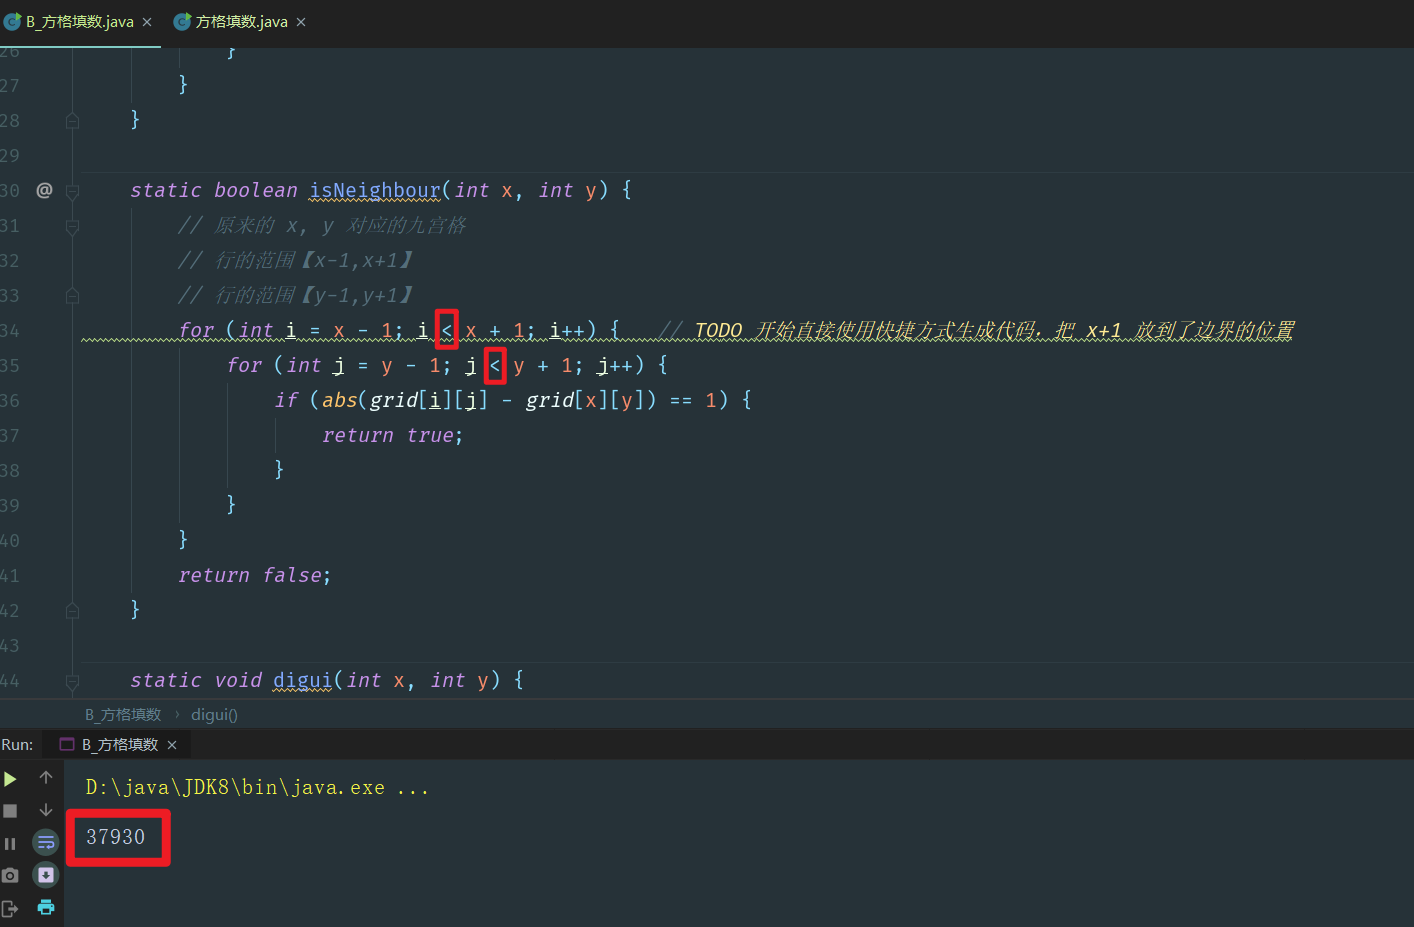 B_方格填数.java × 方格填数.java ×
26 }
27 }
28 }
29
30 @ static boolean isNeighbour(int x, int y) {
31 // 原来的 x, y 对应的九宫格
32 // 行的范围【x-1,x+1】
33 // 行的范围【y-1,y+1】
34 for (int i = x - 1; i < x + 1; i++) { // TODO 开始直接使用快捷方式生成代码. 把 x+1 放到了边界的位置
35 for (int j = y - 1; j < y + 1; j++) {
36 if (abs(grid[i][j] - grid[x][y]) == 1) {
37 return true;
38 }
39 }
40 }
41 return false;
42 }
43
44 static void digui(int x, int y) {
B_方格填数 › digui()
Run: B_方格填数 ×
D:\java\JDK8\bin\java.exe ...
37930